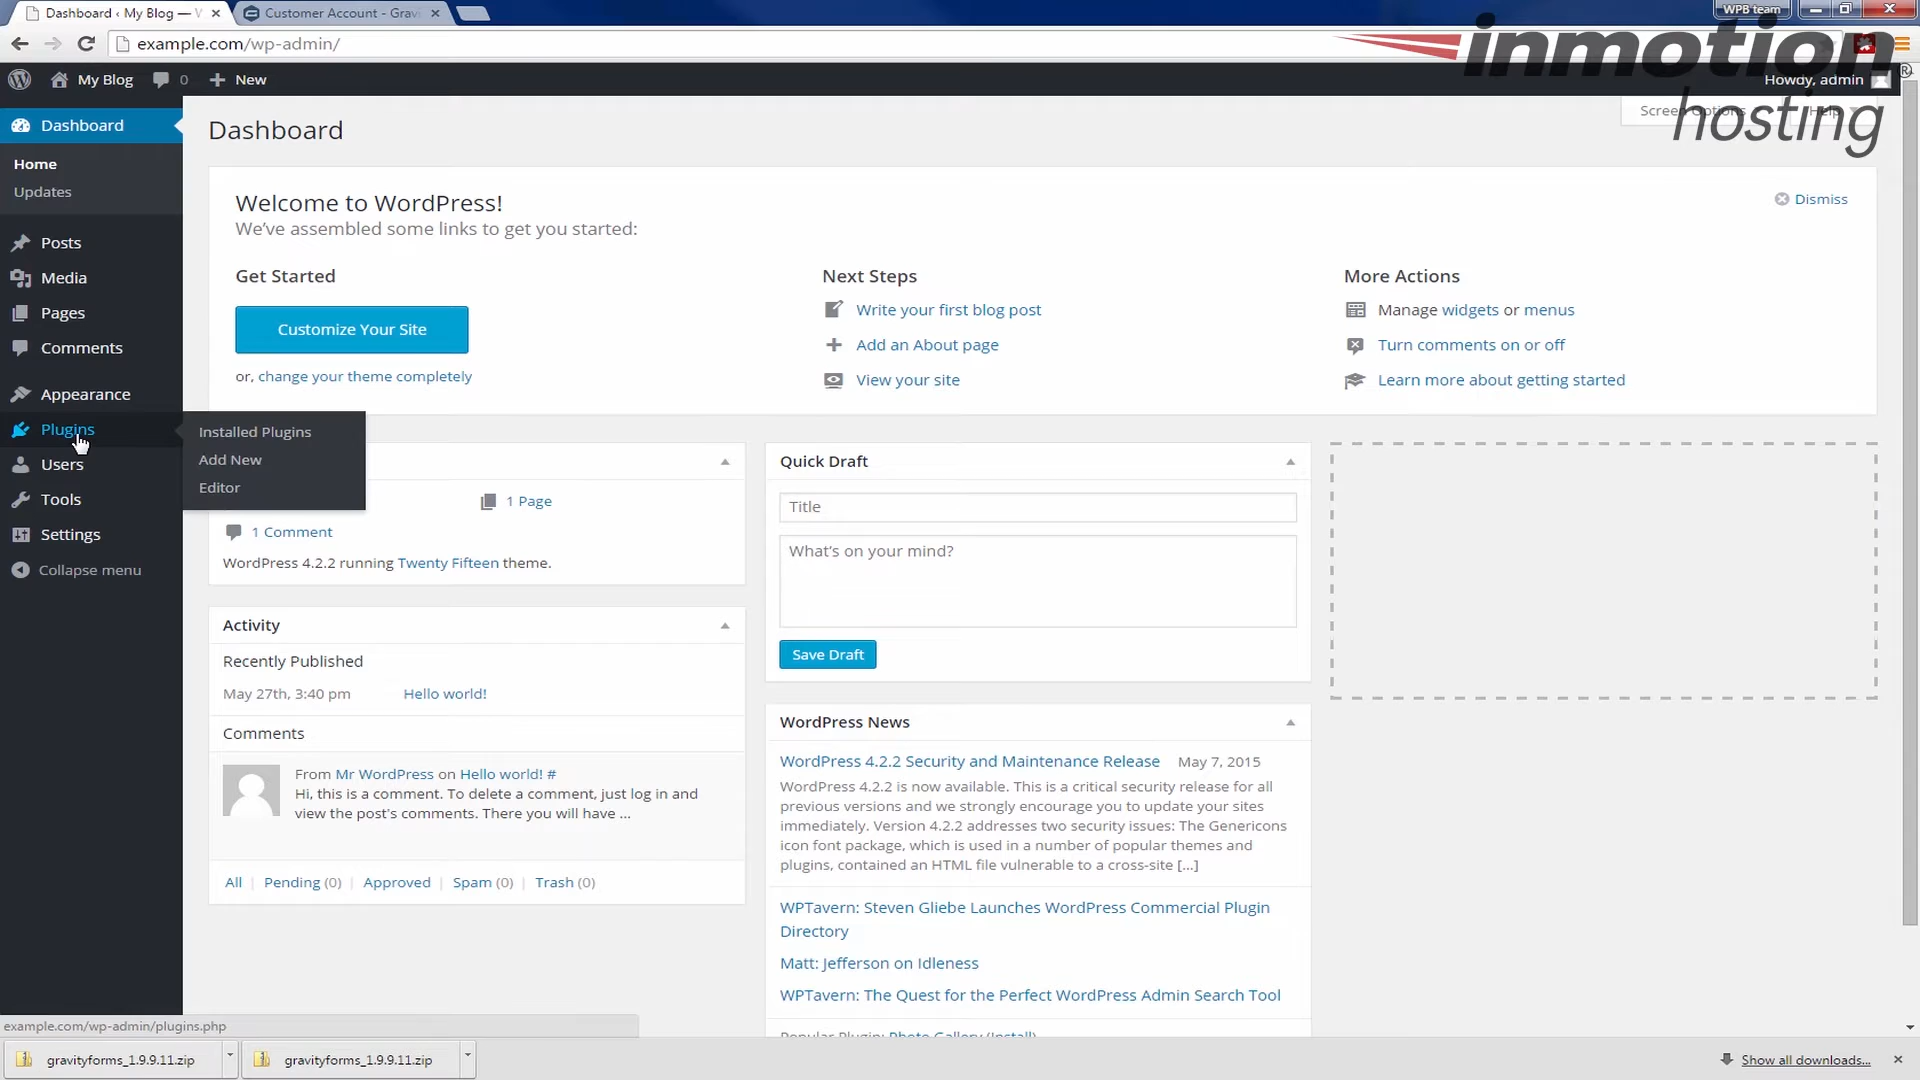 Dashboard ‹ My Blog —
Customer Account - Gravi
WPB team
example.com/wp-admin/
inmotion
hosting
®
My Blog
0
New
Howdy, admin
Screen Options
Help
Dashboard
Home
Updates
Posts
Media
Pages
Comments
Appearance
Plugins
Users
Tools
Settings
Collapse menu
Installed Plugins
Add New
Editor
Dashboard
Welcome to WordPress!
We've assembled some links to get you started:
Dismiss
Get Started
Customize Your Site
or, change your theme completely
Next Steps
Write your first blog post
Add an About page
View your site
More Actions
Manage widgets or menus
Turn comments on or off
Learn more about getting started
1 Page
1 Comment
WordPress 4.2.2 running Twenty Fifteen theme.
Activity
Recently Published
May 27th, 3:40 pm Hello world!
Comments
From Mr WordPress on Hello world! #
Hi, this is a comment. To delete a comment, just log in and
view the post's comments. There you will have ...
All | Pending (0) | Approved | Spam (0) | Trash (0)
Quick Draft
Title
What's on your mind?
Save Draft
WordPress News
WordPress 4.2.2 Security and Maintenance Release May 7, 2015
WordPress 4.2.2 is now available. This is a critical security release for all
previous versions and we strongly encourage you to update your sites
immediately. Version 4.2.2 addresses two security issues: The Genericons
icon font package, which is used in a number of popular themes and
plugins, contained an HTML file vulnerable to a cross-site [...]
WPTavern: Steven Gliebe Launches WordPress Commercial Plugin
Directory
Matt: Jefferson on Idleness
WPTavern: The Quest for the Perfect WordPress Admin Search Tool
Popular Plugin: Photo Gallery (Install)
example.com/wp-admin/plugins.php
gravityforms_1.9.9.11.zip
gravityforms_1.9.9.11.zip
Show all downloads...